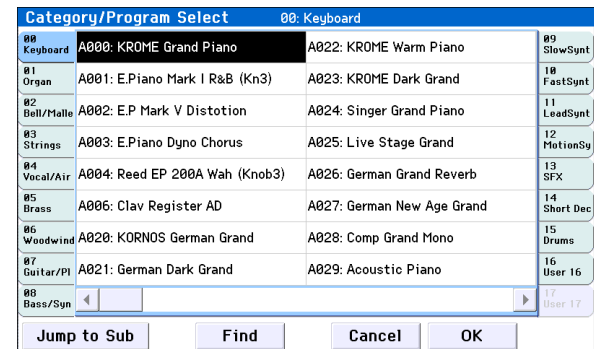 Category/Program Select 00: Keyboard
00
Keyboard
01
Organ
02
Bell/Malle
03
Strings
04
Vocal/Air
05
Brass
06
Woodwind
07
Guitar/Pl
08
Bass/Syn
A000: KROME Grand Piano
A001: E.Piano Mark I R&B (Kn3)
A002: E.P Mark V Distotion
A003: E.Piano Dyno Chorus
A004: Reed EP 200A Wah (Knob3)
A006: Clav Register AD
A020: KORNOS German Grand
A021: German Dark Grand
A022: KROME Warm Piano
A023: KROME Dark Grand
A024: Singer Grand Piano
A025: Live Stage Grand
A026: German Grand Reverb
A027: German New Age Grand
A028: Comp Grand Mono
A029: Acoustic Piano
09
SlowSynt
10
FastSynt
11
LeadSynt
12
MotionSy
13
SFX
14
Short Dec
15
Drums
16
User 16
17
User 17
Jump to Sub
Find
Cancel
OK